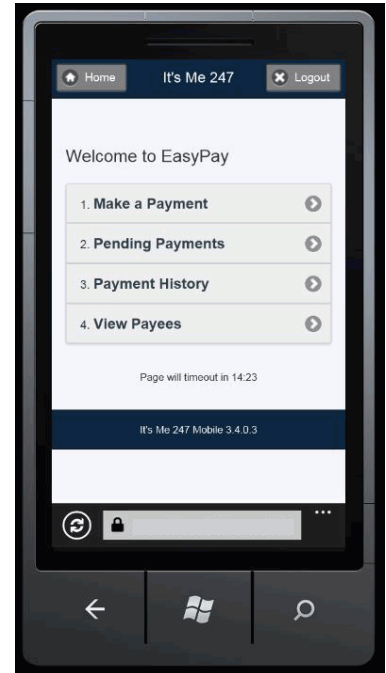 Home It's Me 247 Logout
Welcome to EasyPay
1. Make a Payment
2. Pending Payments
3. Payment History
4. View Payees
Page will timeout in 14:23
It's Me 247 Mobile 3.4.0.3
...